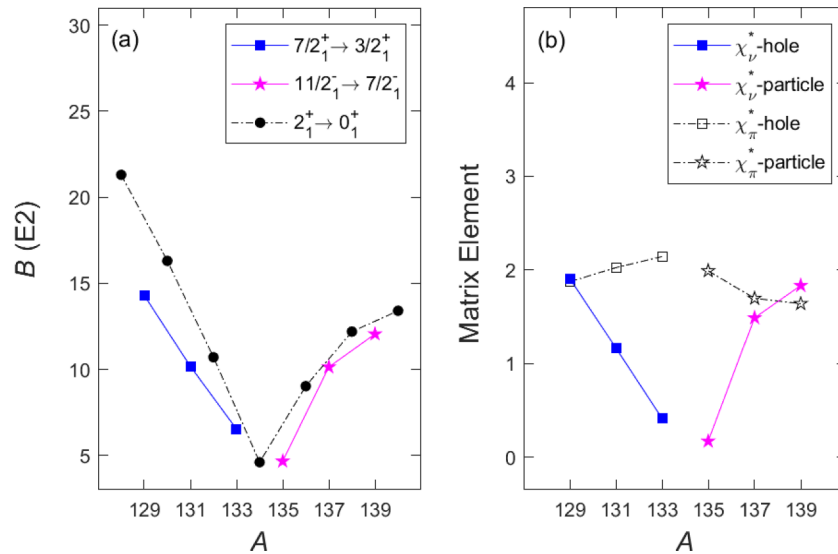 (a)
7/2₁⁺ → 3/2₁⁺
11/2₁⁻ → 7/2₁⁻
2₁⁺ → 0₁⁺
30
25
20
15
10
5
B (E2)
129 131 133 135 137 139
A
(b)
χ*ᵥ-hole
χ*ᵥ-particle
χ*π-hole
χ*π-particle
4
3
2
1
0
Matrix Element
129 131 133 135 137 139
A